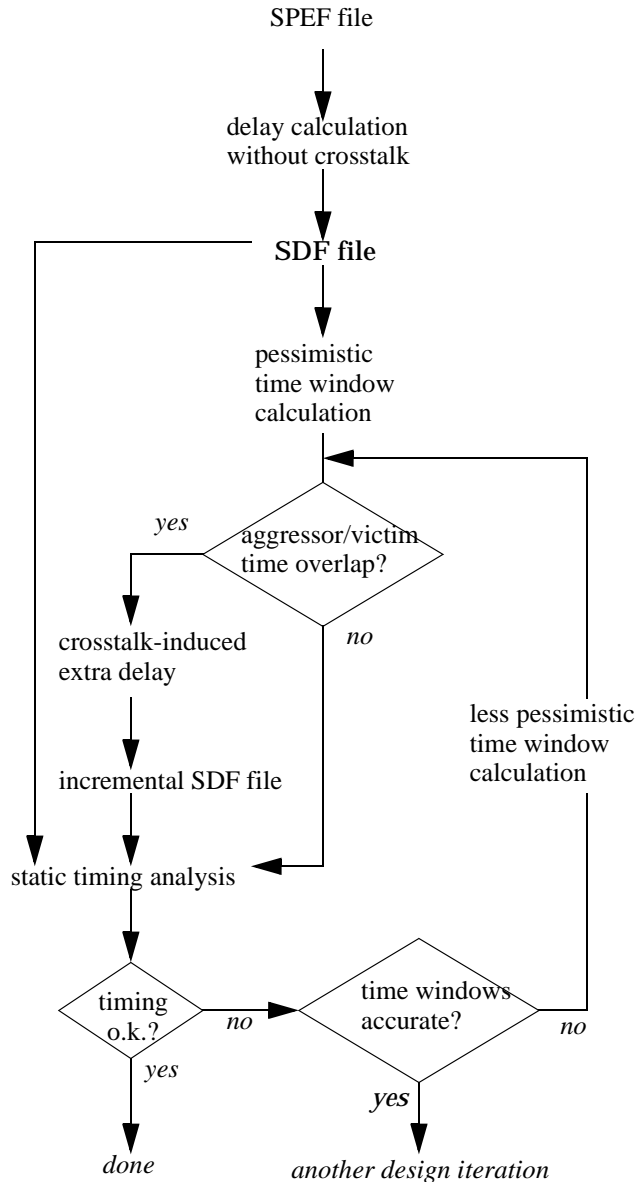 SPEF file
delay calculation
without crosstalk
SDF file
pessimistic
time window
calculation
yes
aggressor/victim
time overlap?
no
crosstalk-induced
extra delay
less pessimistic
time window
calculation
incremental SDF file
static timing analysis
timing
o.k.?
no
yes
time windows
accurate?
no
yes
done
another design iteration